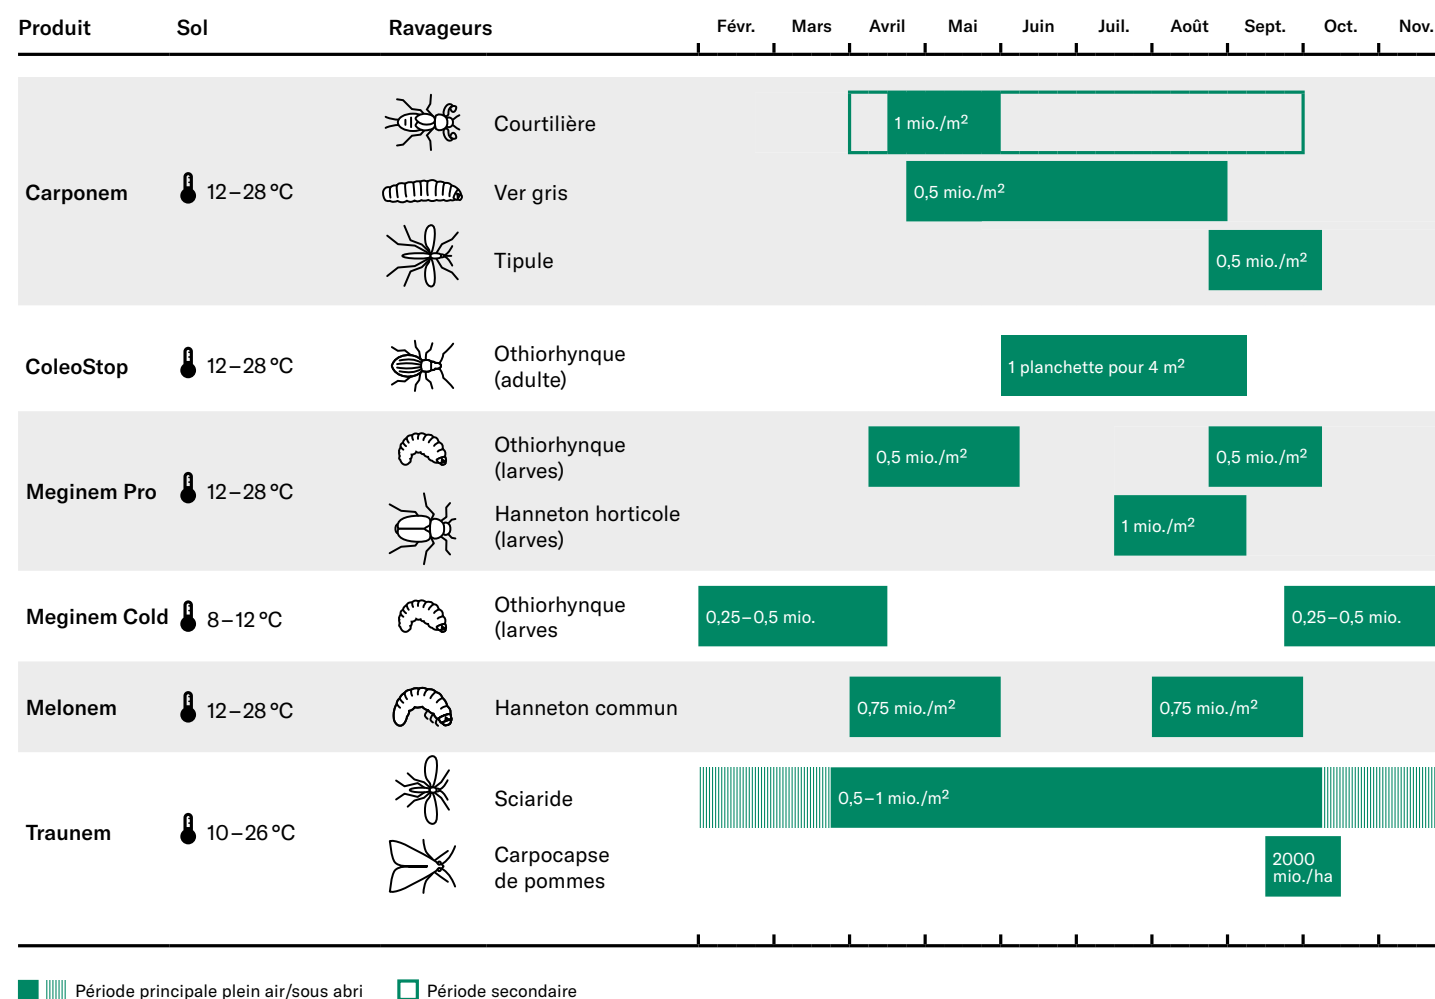 Produit Sol Ravageurs Févr. Mars Avril Mai Juin Juil. Août Sept. Oct. Nov.
Courtilière 1 mio./m²
Carponem 12–28 °C Ver gris 0,5 mio./m²
Tipule 0,5 mio./m²
ColeoStop 12–28 °C Othiorhynque
(adulte) 1 planchette pour 4 m²
Othiorhynque
(larves) 0,5 mio./m² 0,5 mio./m²
Meginem Pro 12–28 °C
Hanneton horticole
(larves) 1 mio./m²
Meginem Cold 8–12 °C Othiorhynque
(larves 0,25–0,5 mio. 0,25–0,5 mio.
Melonem 12–28 °C Hanneton commun 0,75 mio./m² 0,75 mio./m²
Sciaride 0,5–1 mio./m²
Traunem 10–26 °C
Carpocapse
de pommes
2000
mio./ha
Période principale plein air/sous abri Période secondaire